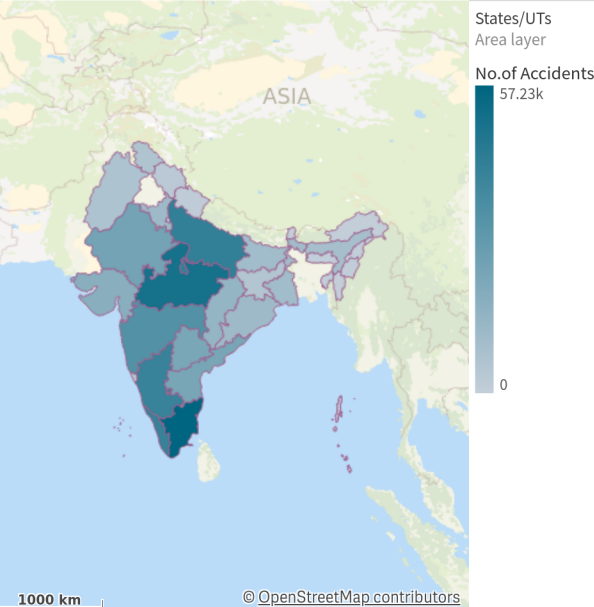 States/UTs
Area layer
No.of Accidents
57.23k
0
ASIA
1000 km
© OpenStreetMap contributors